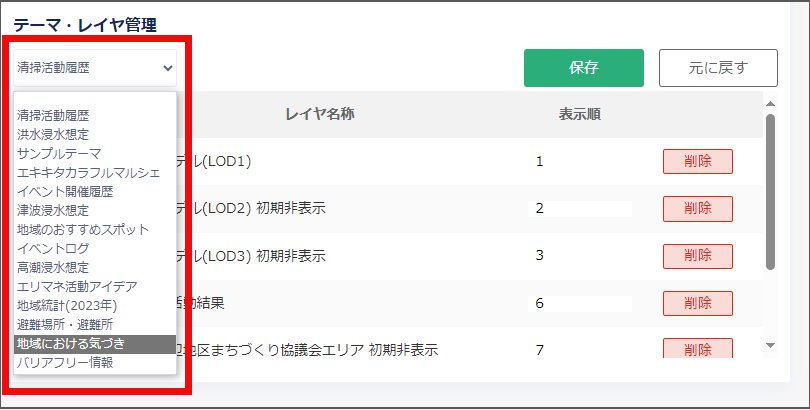 テーマ・レイヤ管理
清掃活動履歴
保存
元に戻す
レイヤ名称
表示順
清掃活動履歴
洪水浸水想定
サンプルテーマ
エキキタカラフルマルシェ
イベント開催履歴
津波浸水想定
地域のおすすめスポット
イベントログ
高潮浸水想定
エリマネ活動アイデア
地域統計(2023年)
避難場所・避難所
地域における気づき
バリアフリー情報
デル(LOD1)
1
削除
デル(LOD2) 初期非表示
2
削除
デル(LOD3) 初期非表示
3
削除
活動結果
6
削除
辺地区まちづくり協議会エリア 初期非表示
7
削除